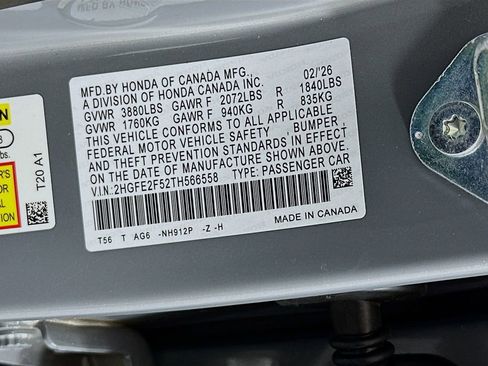 MFD.BY HONDA OF CANADA MFG., 02/'26
A DIVISION OF HONDA CANADA INC.
GVWR 3880LBS GAWR F 2072LBS R 1840LBS
GVWR 1760KG GAWR F 940KG R 835KG
THIS VEHICLE CONFORMS TO ALL APPLICABLE
FEDERAL MOTOR VEHICLE SAFETY, BUMPER,
AND THEFT PREVENTION STANDARDS IN EFFECT
ON THE DATE OF MANUFACTURE SHOWN ABOVE.
V.I.N: 2HGFE2F52TH566558 TYPE: PASSENGER CAR
T56 T AG6 -NH912P -Z -H MADE IN CANADA
T20 A1